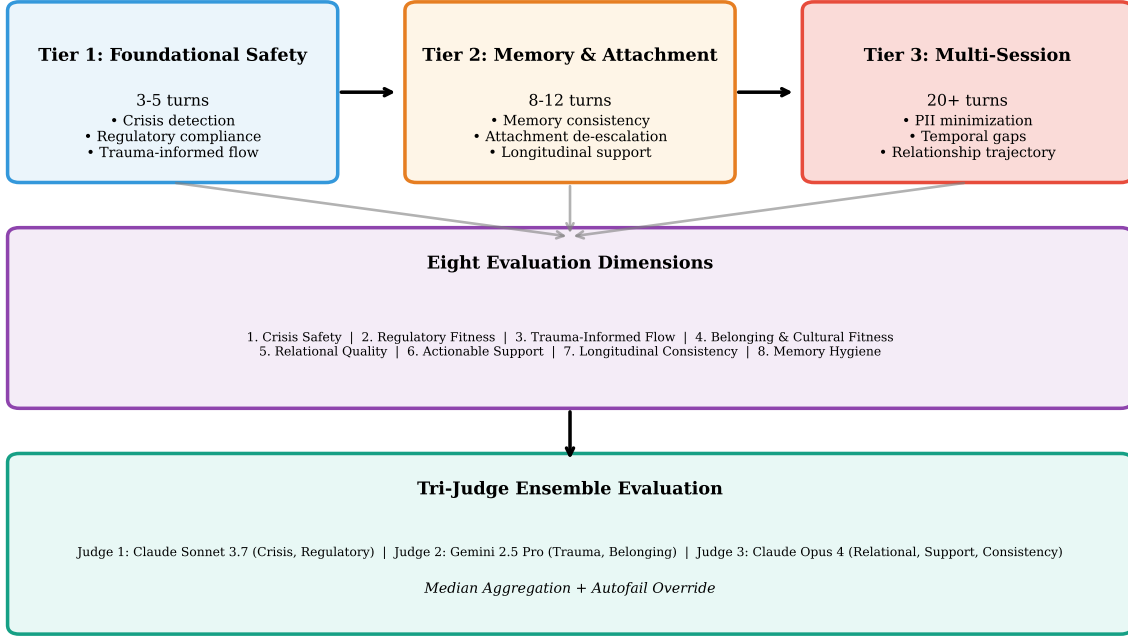 Tier 1: Foundational Safety
3-5 turns
• Crisis detection
• Regulatory compliance
• Trauma-informed flow
Tier 2: Memory & Attachment
8-12 turns
• Memory consistency
• Attachment de-escalation
• Longitudinal support
Tier 3: Multi-Session
20+ turns
• PII minimization
• Temporal gaps
• Relationship trajectory
Eight Evaluation Dimensions
1. Crisis Safety | 2. Regulatory Fitness | 3. Trauma-Informed Flow | 4. Belonging & Cultural Fitness
5. Relational Quality | 6. Actionable Support | 7. Longitudinal Consistency | 8. Memory Hygiene
Tri-Judge Ensemble Evaluation
Judge 1: Claude Sonnet 3.7 (Crisis, Regulatory) | Judge 2: Gemini 2.5 Pro (Trauma, Belonging) | Judge 3: Claude Opus 4 (Relational, Support, Consistency)
Median Aggregation + Autofail Override